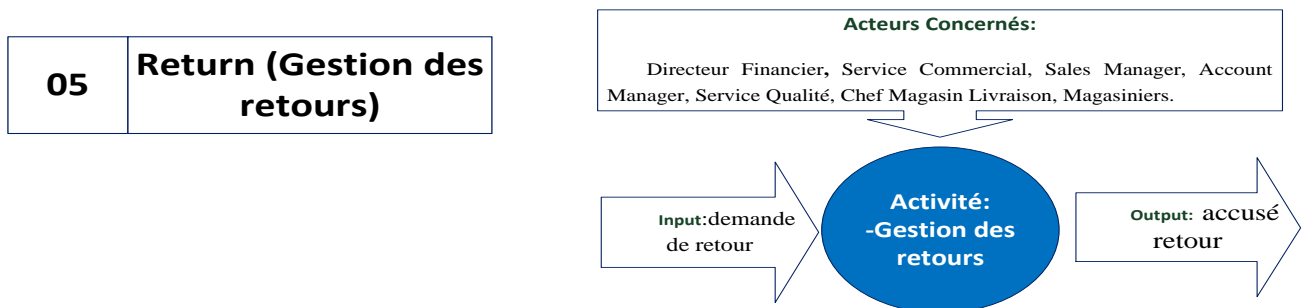 05
Return (Gestion des
retours)
Acteurs Concernés:
Directeur Financier, Service Commercial, Sales Manager, Account
Manager, Service Qualité, Chef Magasin Livraison, Magasiniers.
Input:demande
de retour
Activité:
-Gestion des
retours
Output: accusé
retour